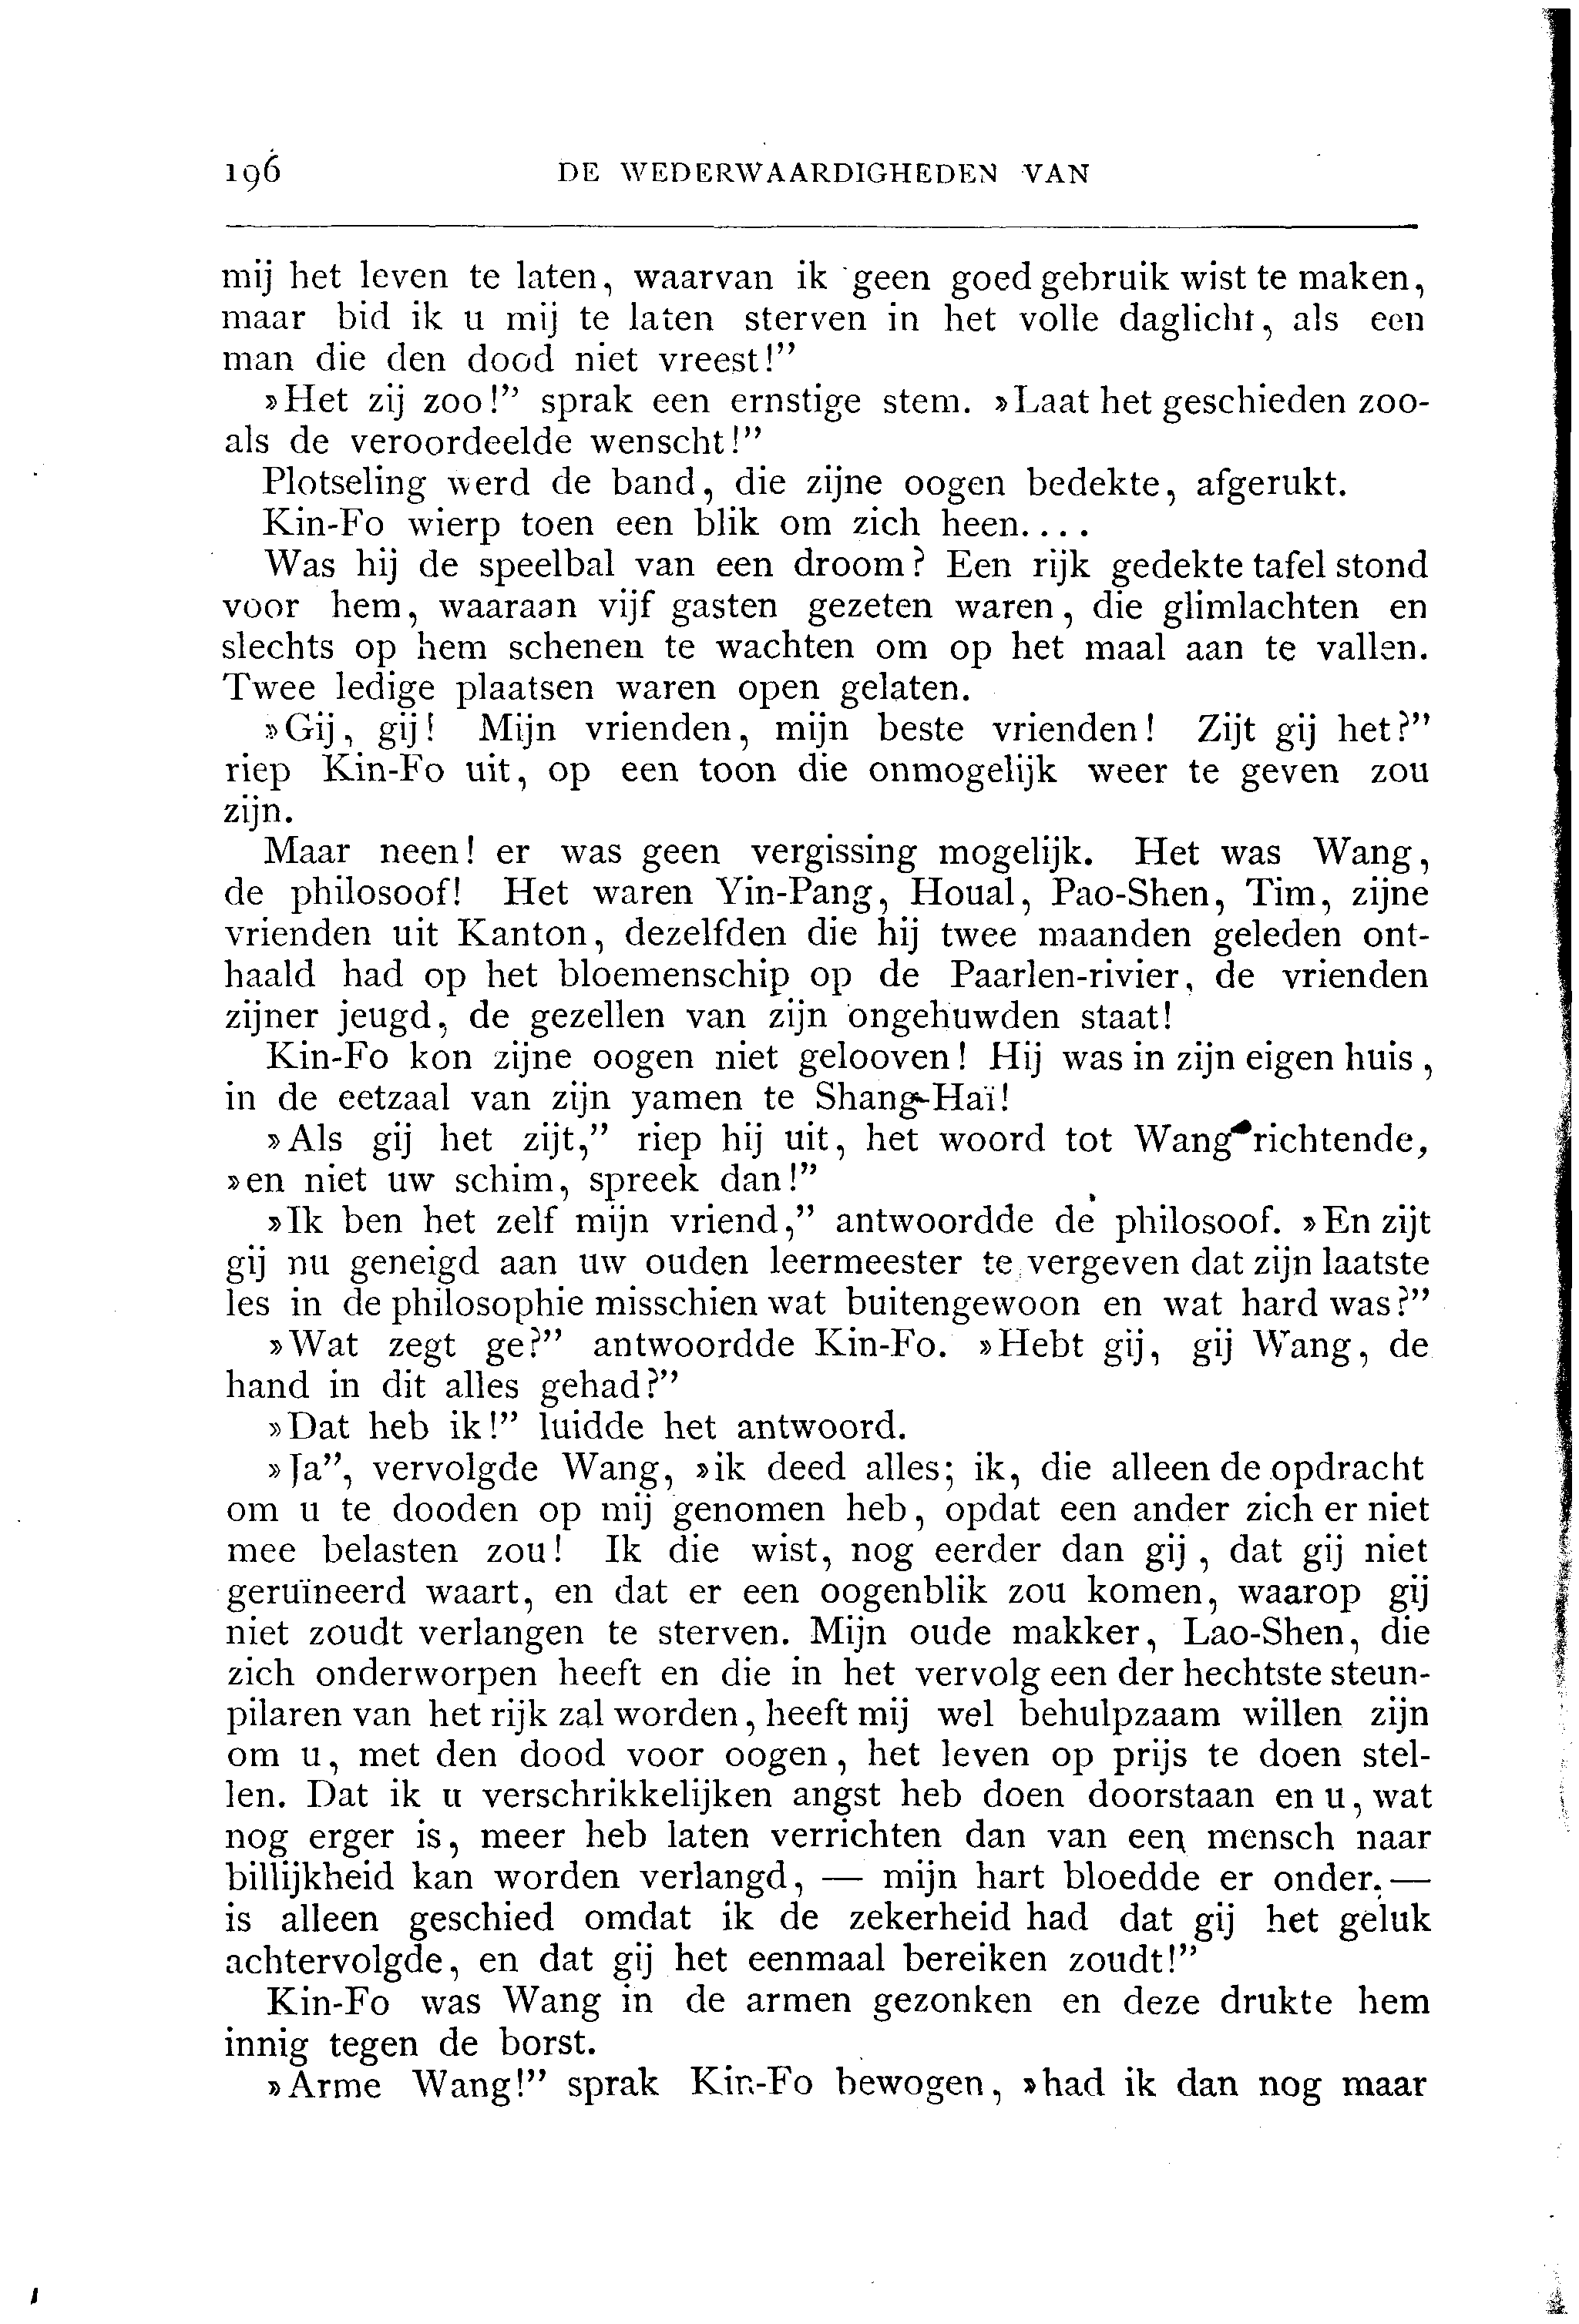 196 DE WEDERWAARDIGHEDEN VAN
mij het leven te laten, waarvan ik geen goed gebruik wist te maken,
maar bid ik u mij te laten sterven in het volle daglicht, als een
man die den dood niet vreest!”
»Het zij zoo!” sprak een ernstige stem. »Laat het geschieden zoo-
als de veroordeelde wenscht!”
Plotseling werd de band, die zijne oogen bedekte, afgerukt.
Kin-Fo wierp toen een blik om zich heen....
Was hij de speelbal van een droom? Een rijk gedekte tafel stond
voor hem, waaraan vijf gasten gezeten waren, die glimlachten en
slechts op hem schenen te wachten om op het maal aan te vallen.
Twee ledige plaatsen waren open gelaten.
»Gij, gij! Mijn vrienden, mijn beste vrienden! Zijt gij het?”
riep Kin-Fo uit, op een toon die onmogelijk weer te geven zou
zijn.
Maar neen! er was geen vergissing mogelijk. Het was Wang,
de philosoof! Het waren Yin-Pang, Houal, Pao-Shen, Tim, zijne
vrienden uit Kanton, dezelfden die hij twee maanden geleden ont-
haald had op het bloemenschip op de Paarlen-rivier, de vrienden
zijner jeugd, de gezellen van zijn ongehuwden staat!
Kin-Fo kon zijne oogen niet gelooven! Hij was in zijn eigen huis,
in de eetzaal van zijn yamen te Shang-Haï!
»Als gij het zijt,” riep hij uit, het woord tot Wang richtende,
»en niet uw schim, spreek dan!”
»Ik ben het zelf mijn vriend,” antwoordde de philosoof. »En zijt
gij nu geneigd aan uw ouden leermeester te vergeven dat zijn laatste
les in de philosophie misschien wat buitengewoon en wat hard was?”
»Wat zegt ge?” antwoordde Kin-Fo. »Hebt gij, gij Wang, de
hand in dit alles gehad?”
»Dat heb ik!” luidde het antwoord.
»Ja”, vervolgde Wang, »ik deed alles; ik, die alleen de opdracht
om u te dooden op mij genomen heb, opdat een ander zich er niet
mee belasten zou! Ik die wist, nog eerder dan gij, dat gij niet
geruïneerd waart, en dat er een oogenblik zou komen, waarop gij
niet zoudt verlangen te sterven. Mijn oude makker, Lao-Shen, die
zich onderworpen heeft en die in het vervolg een der hechtste steun-
pilaren van het rijk zal worden, heeft mij wel behulpzaam willen zijn
om u, met den dood voor oogen, het leven op prijs te doen stel-
len. Dat ik u verschrikkelijken angst heb doen doorstaan en u, wat
nog erger is, meer heb laten verrichten dan van een mensch naar
billijkheid kan worden verlangd, — mijn hart bloedde er onder. —
is alleen geschied omdat ik de zekerheid had dat gij het geluk
achtervolgde, en dat gij het eenmaal bereiken zoudt!”
Kin-Fo was Wang in de armen gezonken en deze drukte hem
innig tegen de borst.
»Arme Wang!” sprak Kin-Fo bewogen, »had ik dan nog maar